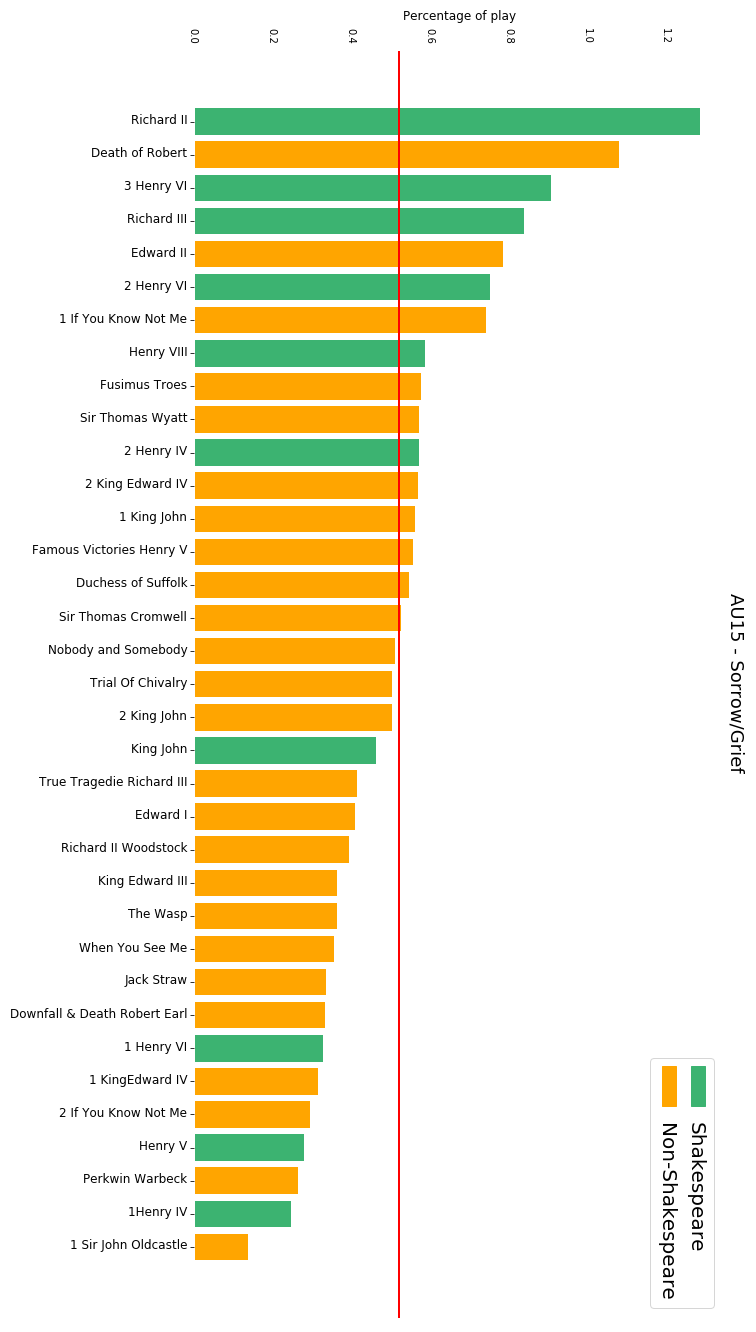 Percentage of play
0.0
0.2
0.4
0.6
0.8
1.0
1.2
Richard II
Death of Robert
3 Henry VI
Richard III
Edward II
2 Henry VI
1 If You Know Not Me
Henry VIII
Fusimus Troes
Sir Thomas Wyatt
2 Henry IV
2 King Edward IV
1 King John
Famous Victories Henry V
Duchess of Suffolk
Sir Thomas Cromwell
Nobody and Somebody
Trial Of Chivalry
2 King John
King John
True Tragedie Richard III
Edward I
Richard II Woodstock
King Edward III
The Wasp
When You See Me
Jack Straw
Downfall & Death Robert Earl
1 Henry VI
1 KingEdward IV
2 If You Know Not Me
Henry V
Perkwin Warbeck
1Henry IV
1 Sir John Oldcastle
AU15 - Sorrow/Grief
Shakespeare
Non-Shakespeare